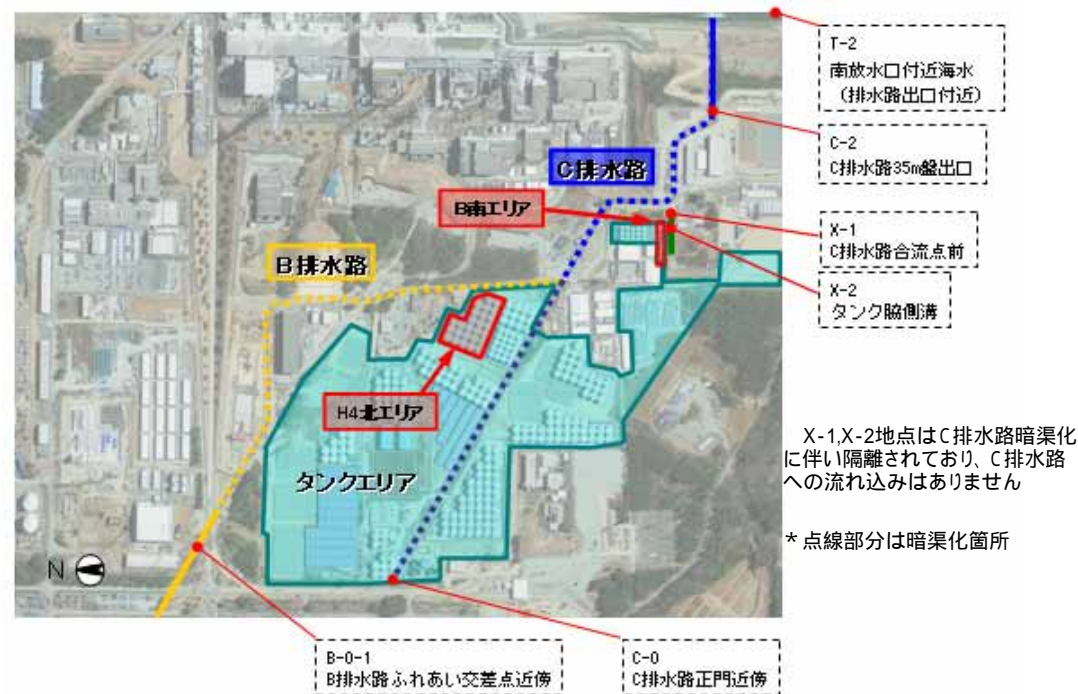 T-2
南放水口付近海水
（排水路出口付近）
C-2
C排水路35m盤出口
C排水路
B南エリア
X-1
C排水路合流点前
B排水路
X-2
タンク脇側溝
H4北エリア
X-1,X-2地点はC排水路暗渠化
に伴い隔離されており、C排水路
への流れ込みはありません
タンクエリア
*点線部分は暗渠化箇所
N
B-0-1
B排水路ふれあい交差点近傍
C-0
C排水路正門近傍